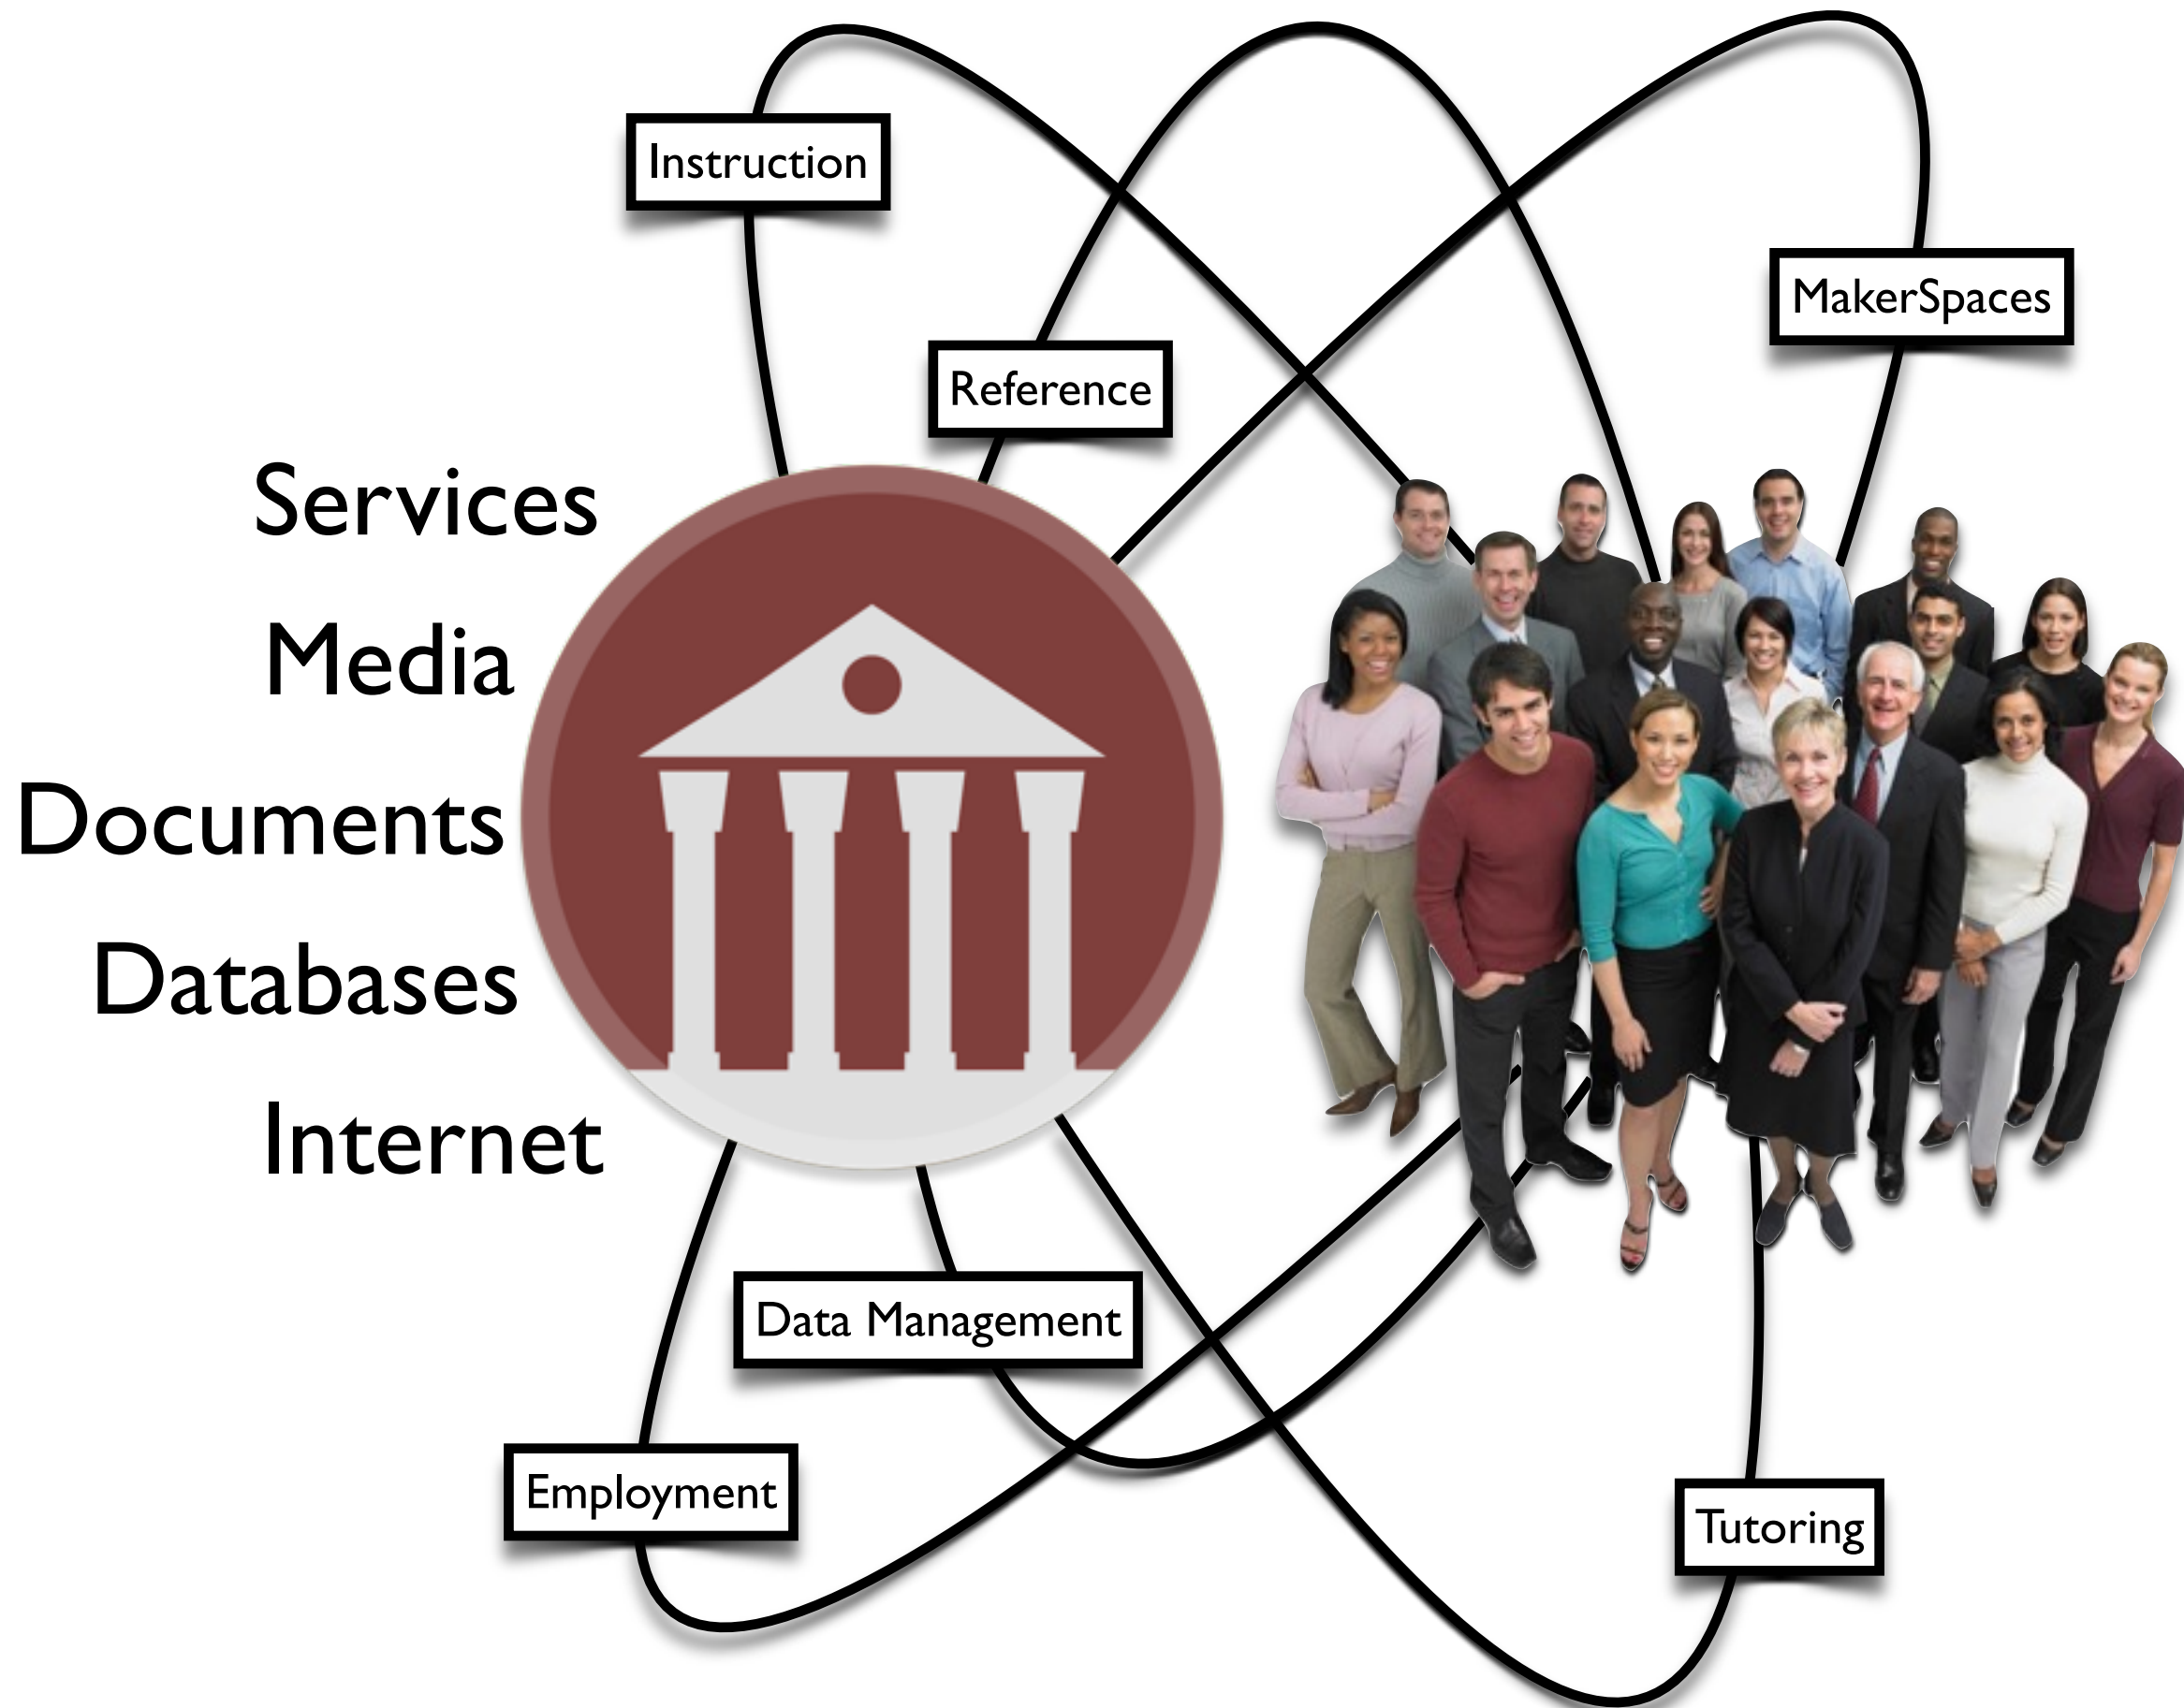 Instruction
MakerSpaces
Reference
Services
Media
Documents
Databases
Internet
Data Management
Employment
Tutoring